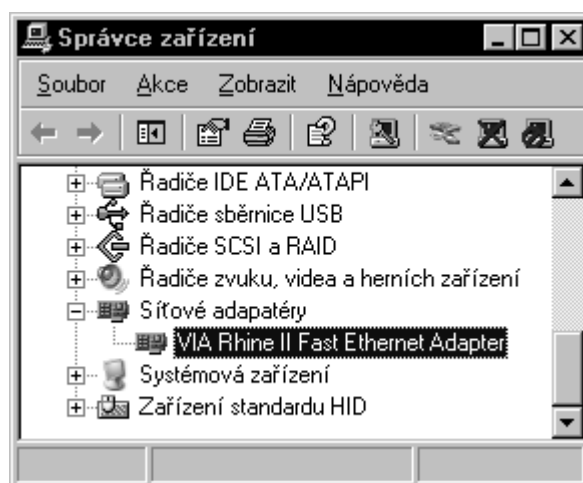 Správce zařízení
Soubor Akce Zobrazit Nápověda
Řadiče IDE ATA/ATAPI
Řadiče sběrnice USB
Řadiče SCSI a RAID
Řadiče zvuku, videa a herních zařízení
Síťové adapatéry
VIA Rhine II Fast Ethernet Adapter
Systémová zařízení
Zařízení standardu HID